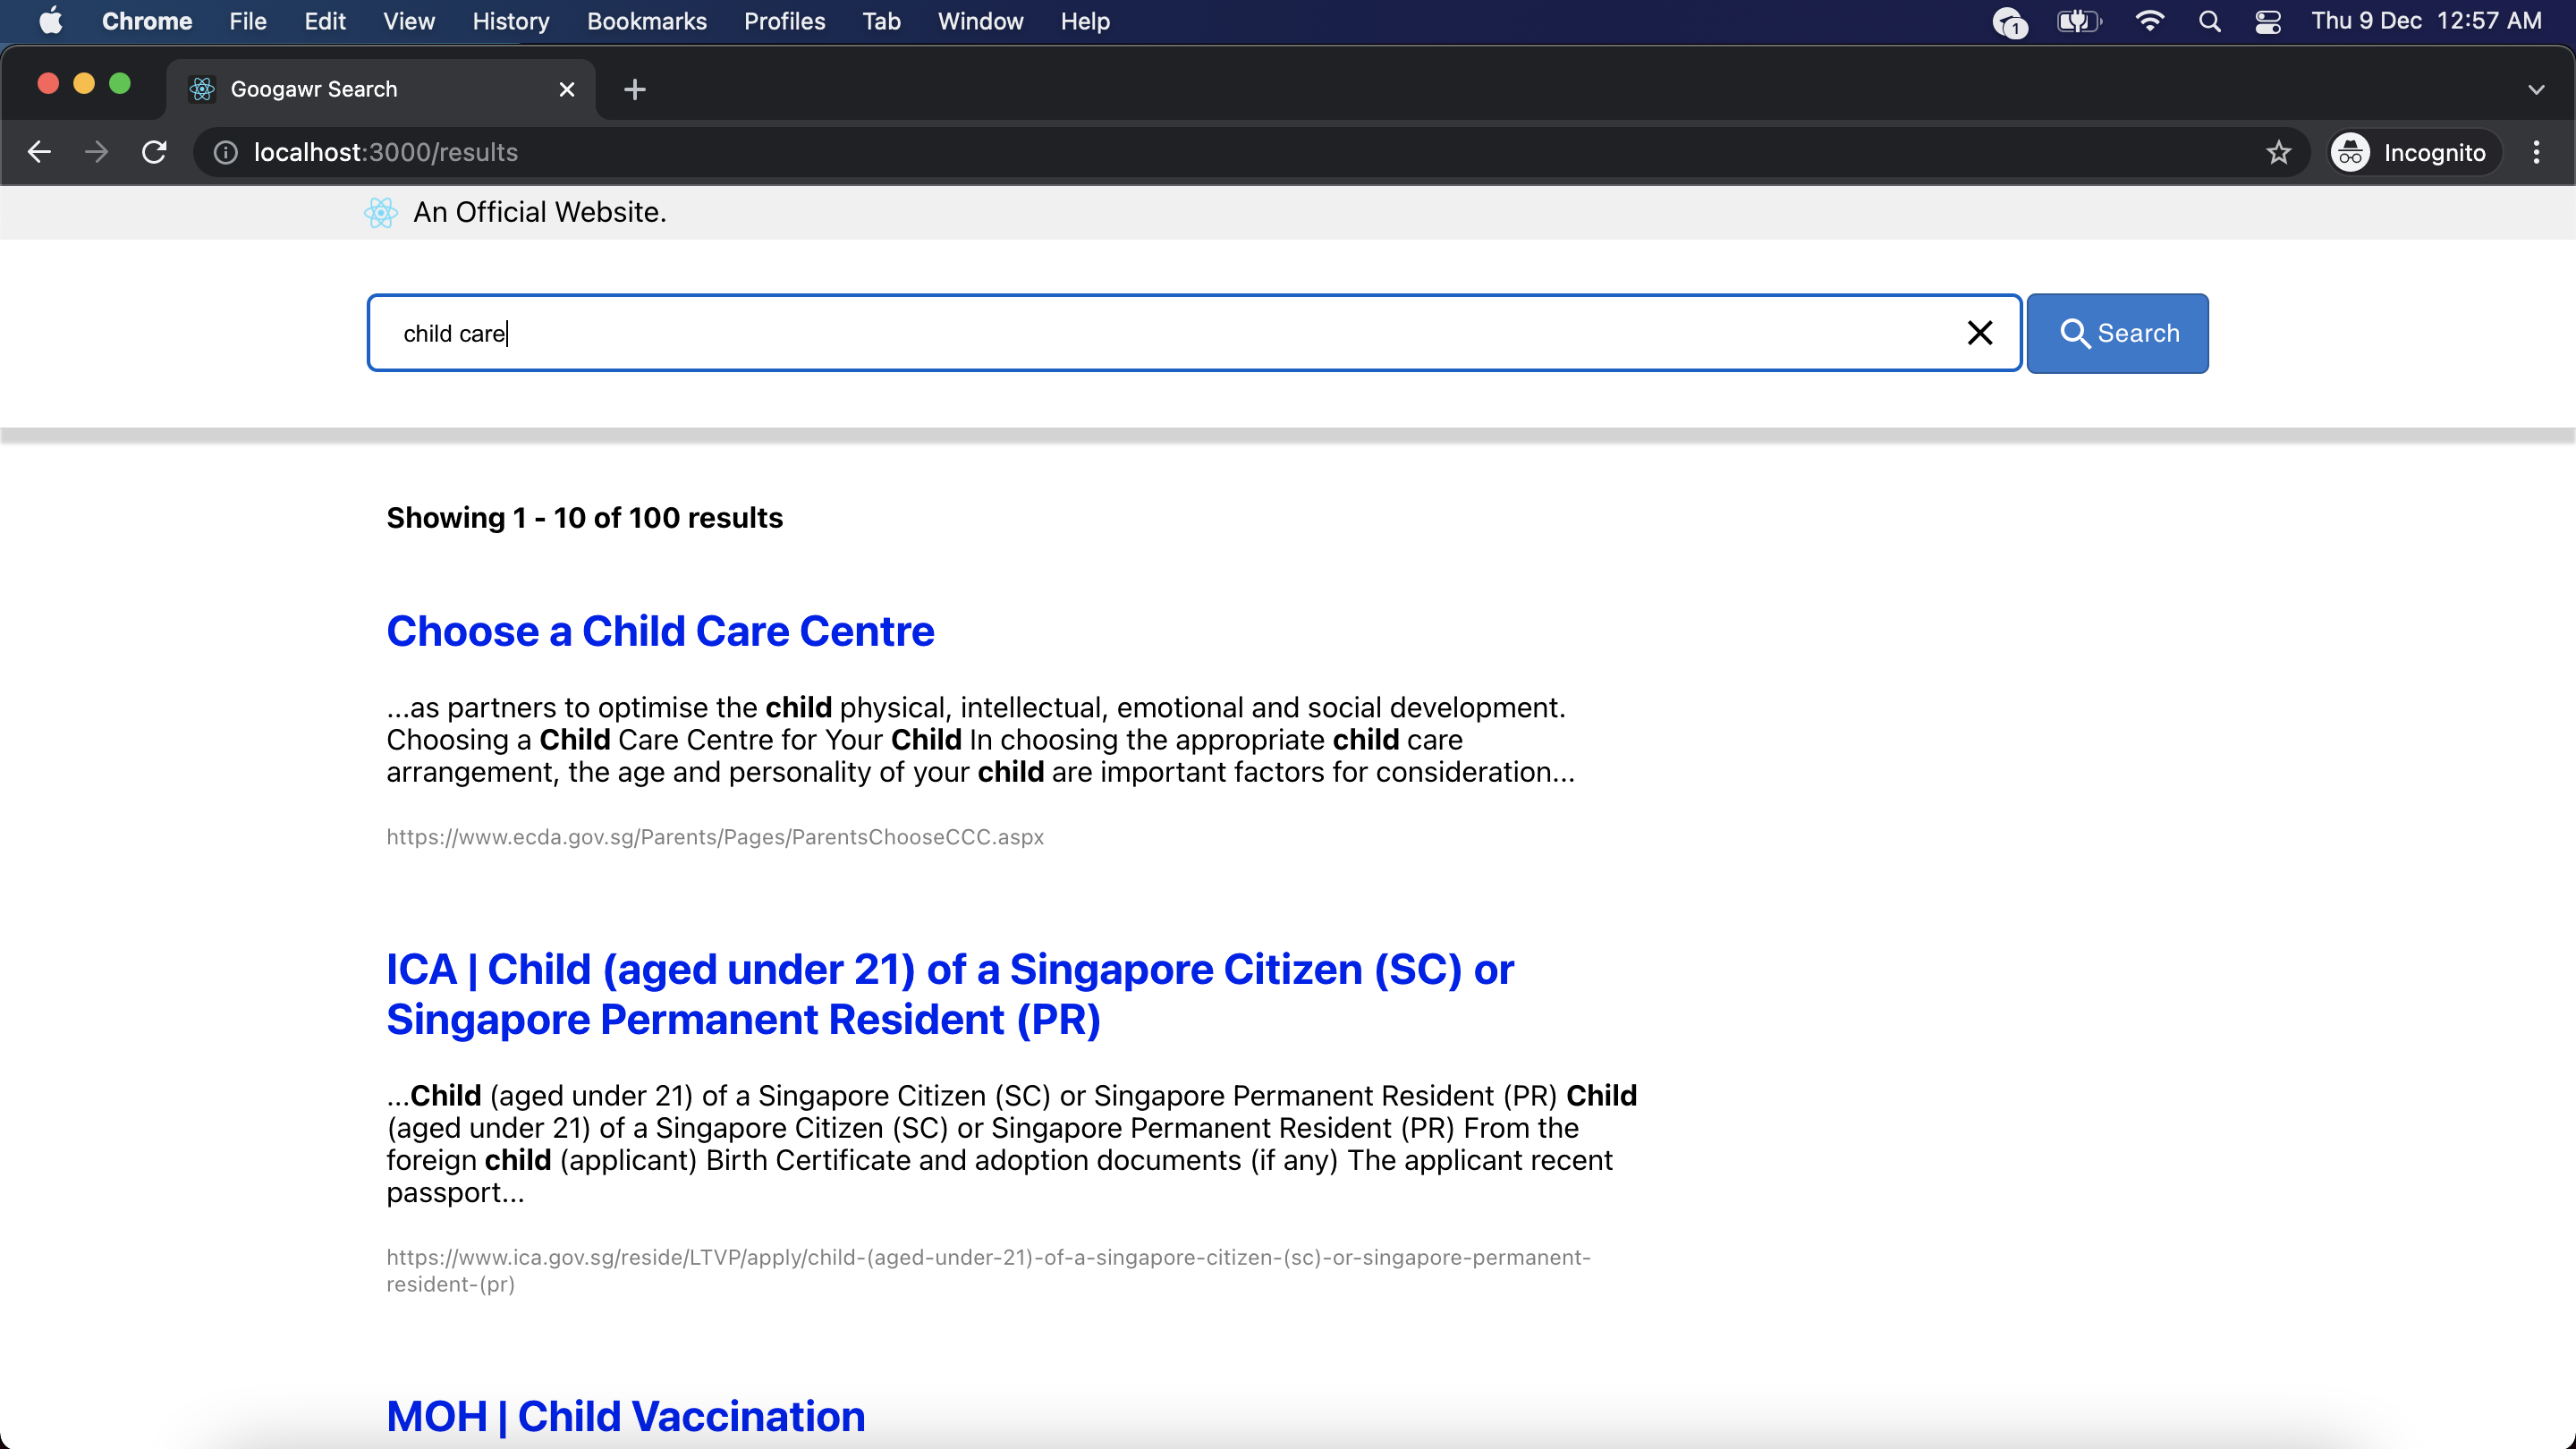 Chrome File Edit View History Bookmarks Profiles Tab Window Help 1 Thu 9 Dec 12:57 AM
Googawr Search
localhost:3000/results Incognito
An Official Website.
child care Search
Showing 1 - 10 of 100 results
Choose a Child Care Centre
...as partners to optimise the child physical, intellectual, emotional and social development.
Choosing a Child Care Centre for Your Child In choosing the appropriate child care
arrangement, the age and personality of your child are important factors for consideration...
https://www.ecda.gov.sg/Parents/Pages/ParentsChooseCCC.aspx
ICA | Child (aged under 21) of a Singapore Citizen (SC) or
Singapore Permanent Resident (PR)
...Child (aged under 21) of a Singapore Citizen (SC) or Singapore Permanent Resident (PR) Child
(aged under 21) of a Singapore Citizen (SC) or Singapore Permanent Resident (PR) From the
foreign child (applicant) Birth Certificate and adoption documents (if any) The applicant recent
passport...
https://www.ica.gov.sg/reside/LTVP/apply/child-(aged-under-21)-of-a-singapore-citizen-(sc)-or-singapore-permanent-
resident-(pr)
MOH | Child Vaccination